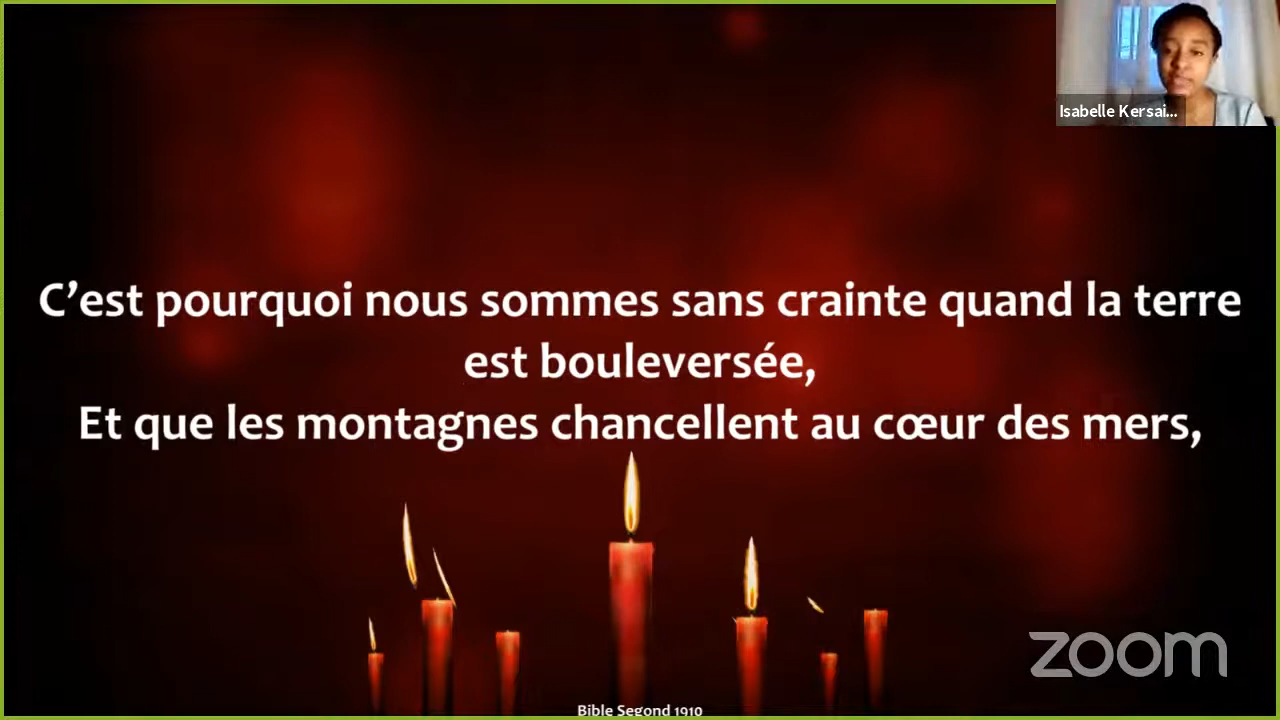 Isabelle Kersai...
C’est pourquoi nous sommes sans crainte quand la terre
est bouleversée,
Et que les montagnes chancellent au cœur des mers,
zoom
Bible Segond 1910